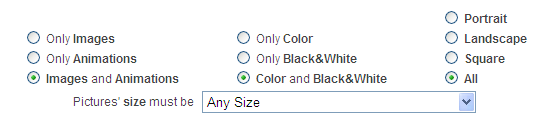 Portrait
Only Images Only Color Landscape
Only Animations Only Black&White Square
Images and Animations Color and Black&White All
Pictures' size must be Any Size